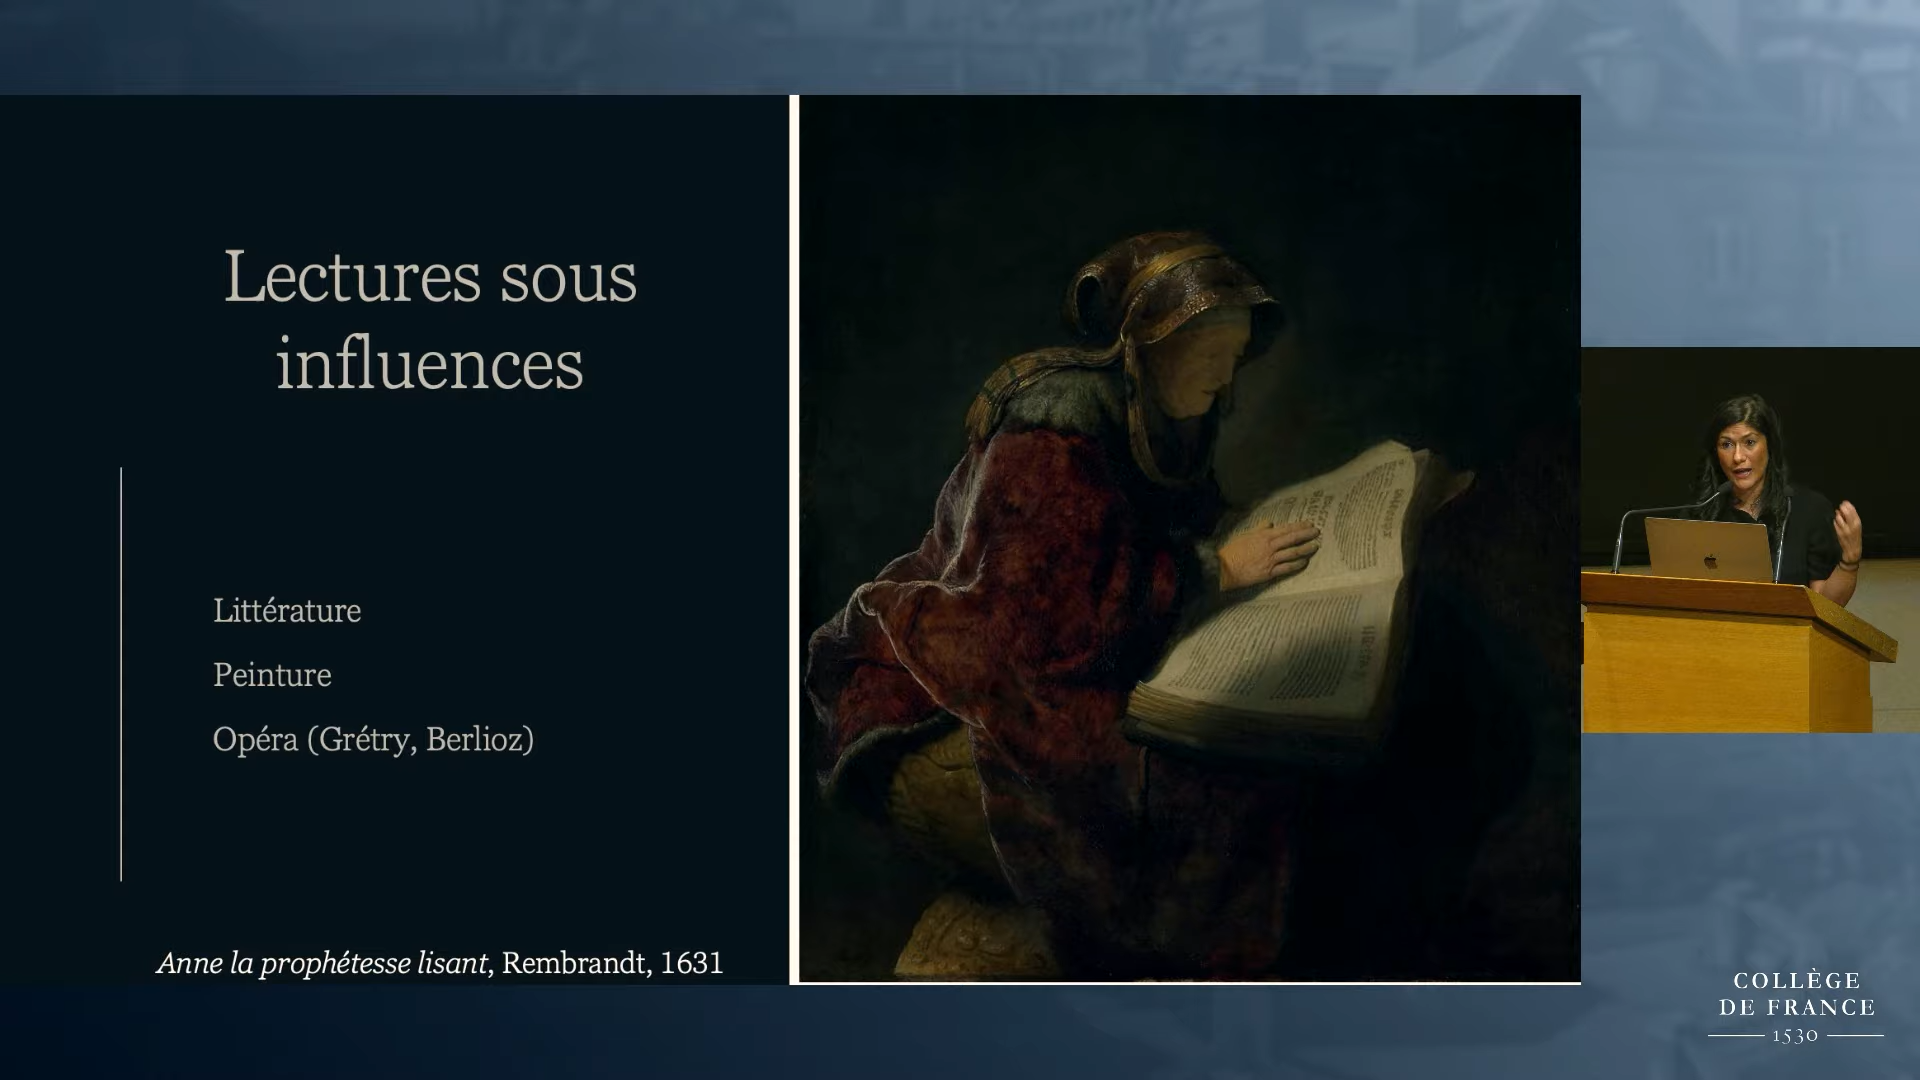 Lectures sous
influences
Littérature
Peinture
Opéra (Grétry, Berlioz)
Anne la prophétesse lisant, Rembrandt, 1631
COLLÈGE
DE FRANCE
1530